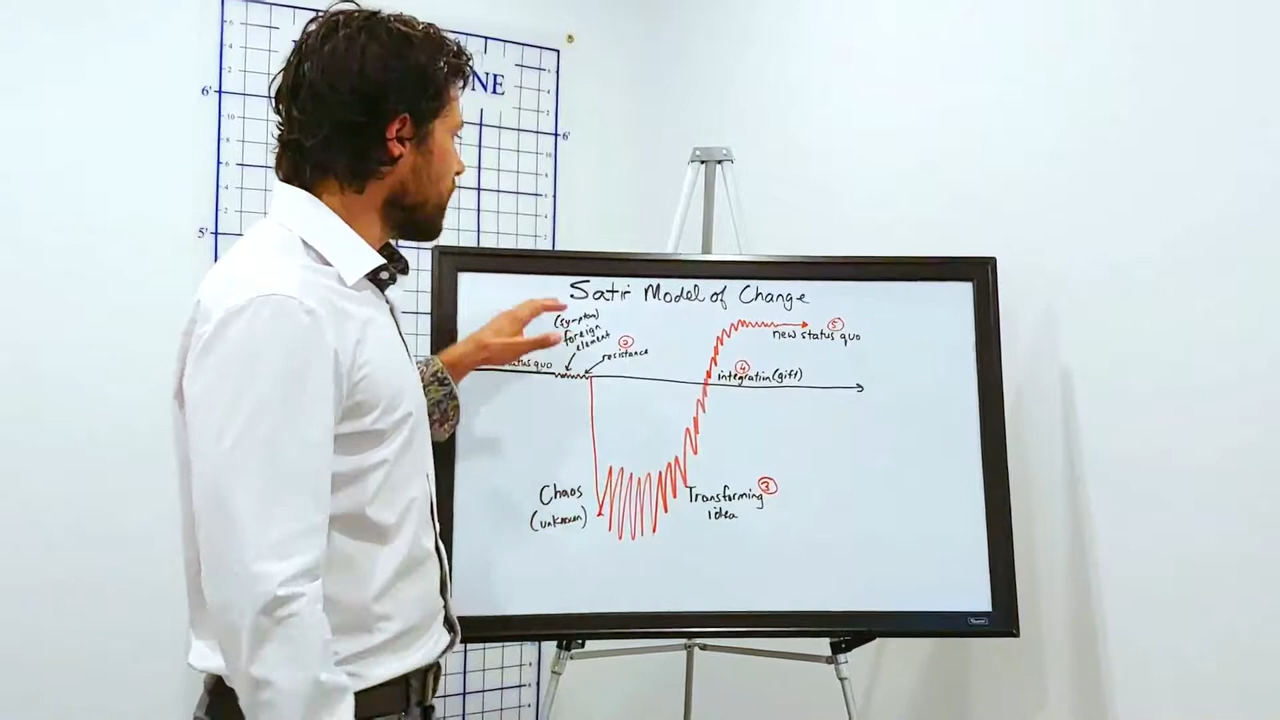 NE
6'
6'
5'
Satir Model of Change
(symptom)
foreign
element
2
resistance
5
new status quo
status quo
4
integration (gift)
Chaos
(unknown)
Transforming 3
idea